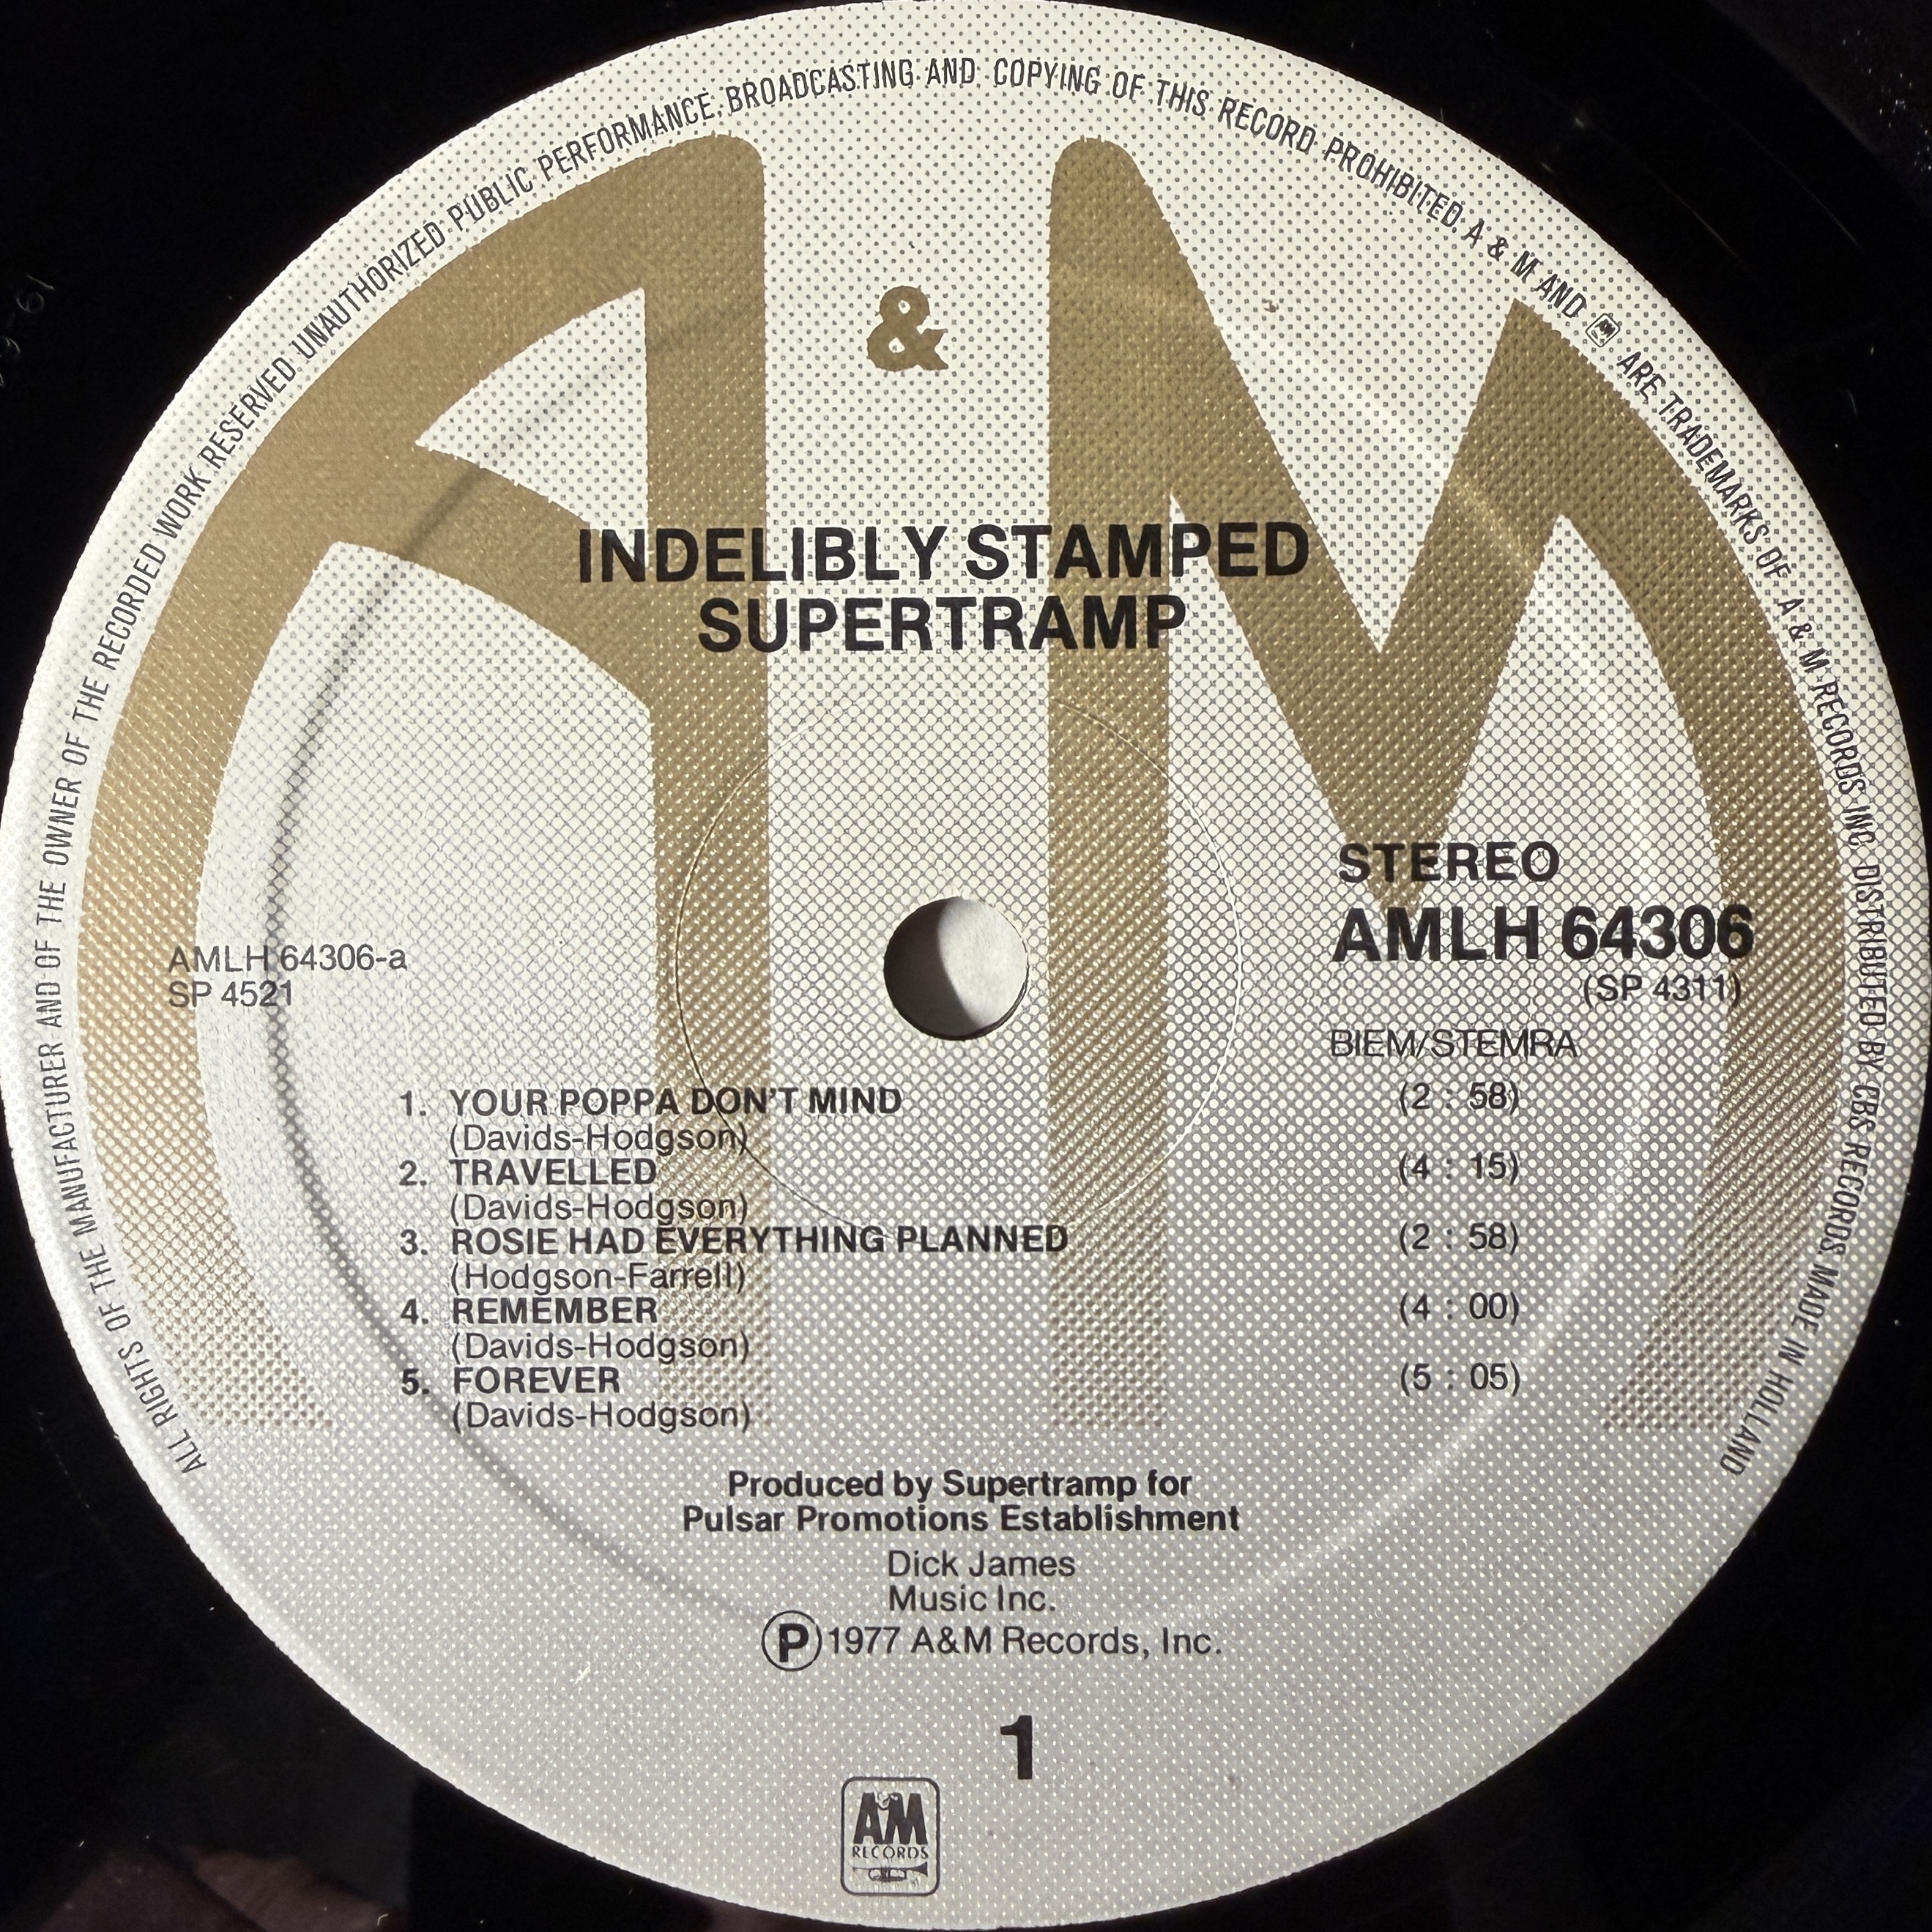 ALL RIGHTS OF THE MANUFACTURER AND OF THE OWNER OF THE RECORDED WORK RESERVED UNAUTHORIZED PUBLIC PERFORMANCE, BROADCASTING AND COPYING OF THIS RECORD PROHIBITED A & M AND AM ARE TRADEMARKS OF A & M RECORDS INC. DISTRIBUTED BY CBS RECORDS. MADE IN HOLLAND
A & M
INDELIBLY STAMPED
SUPERTRAMP
STEREO
AMLH 64306
(SP 4311)
AMLH 64306-a
SP 4521
BIEM/STEMRA
1. YOUR POPPA DON'T MIND (2 : 58)
(Davids-Hodgson)
2. TRAVELLED (4 : 15)
(Davids-Hodgson)
3. ROSIE HAD EVERYTHING PLANNED (2 : 58)
(Hodgson-Farrell)
4. REMEMBER (4 : 00)
(Davids-Hodgson)
5. FOREVER (5 : 05)
(Davids-Hodgson)
Produced by Supertramp for
Pulsar Promotions Establishment
Dick James
Music Inc.
Ⓟ 1977 A&M Records, Inc.
1
A&M
RECORDS